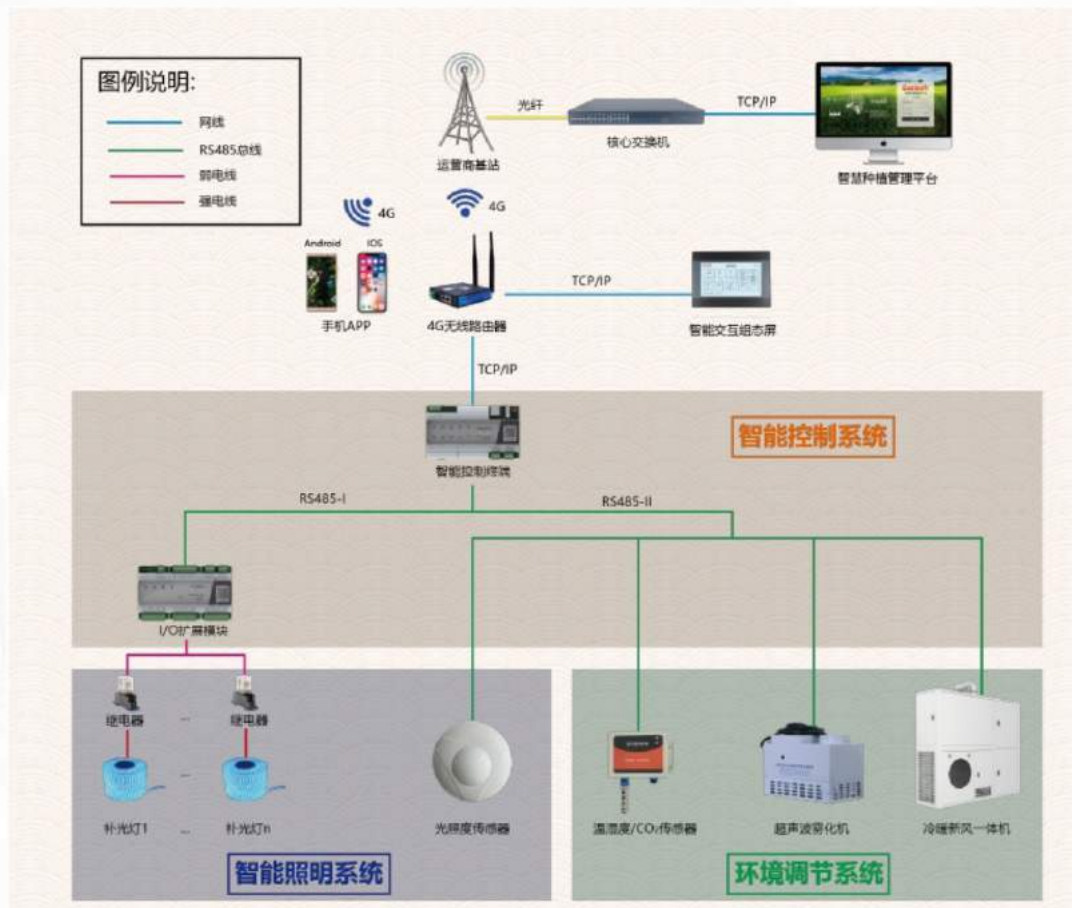 图例说明:
网线
RS485总线
弱电线
强电线
运营商基站
光纤
核心交换机
TCP/IP
智慧种植管理平台
4G
4G
Android
IOS
手机APP
4G无线路由器
TCP/IP
智能交互组态屏
TCP/IP
智能控制系统
智能控制终端
RS485-I
RS485-II
I/O扩展模块
继电器
...
继电器
...
补光灯1
...
补光灯n
光照度传感器
温湿度/CO₂传感器
超声波雾化机
冷暖新风一体机
智能照明系统
环境调节系统